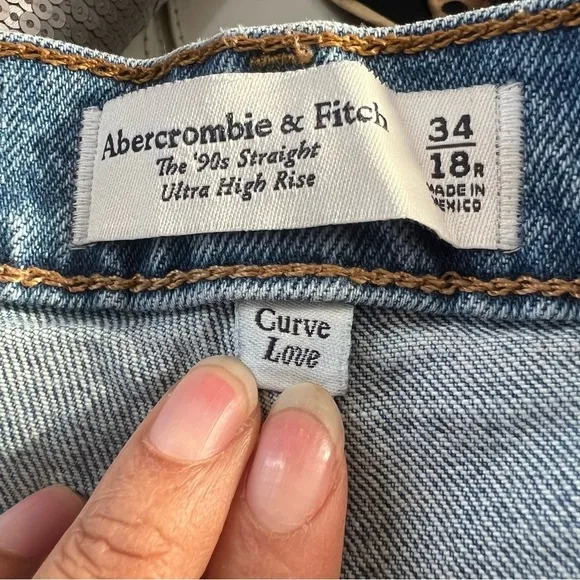 Abercrombie & Fitch
The '90s Straight
Ultra High Rise
34
18R
MADE IN
MEXICO
Curve
Love